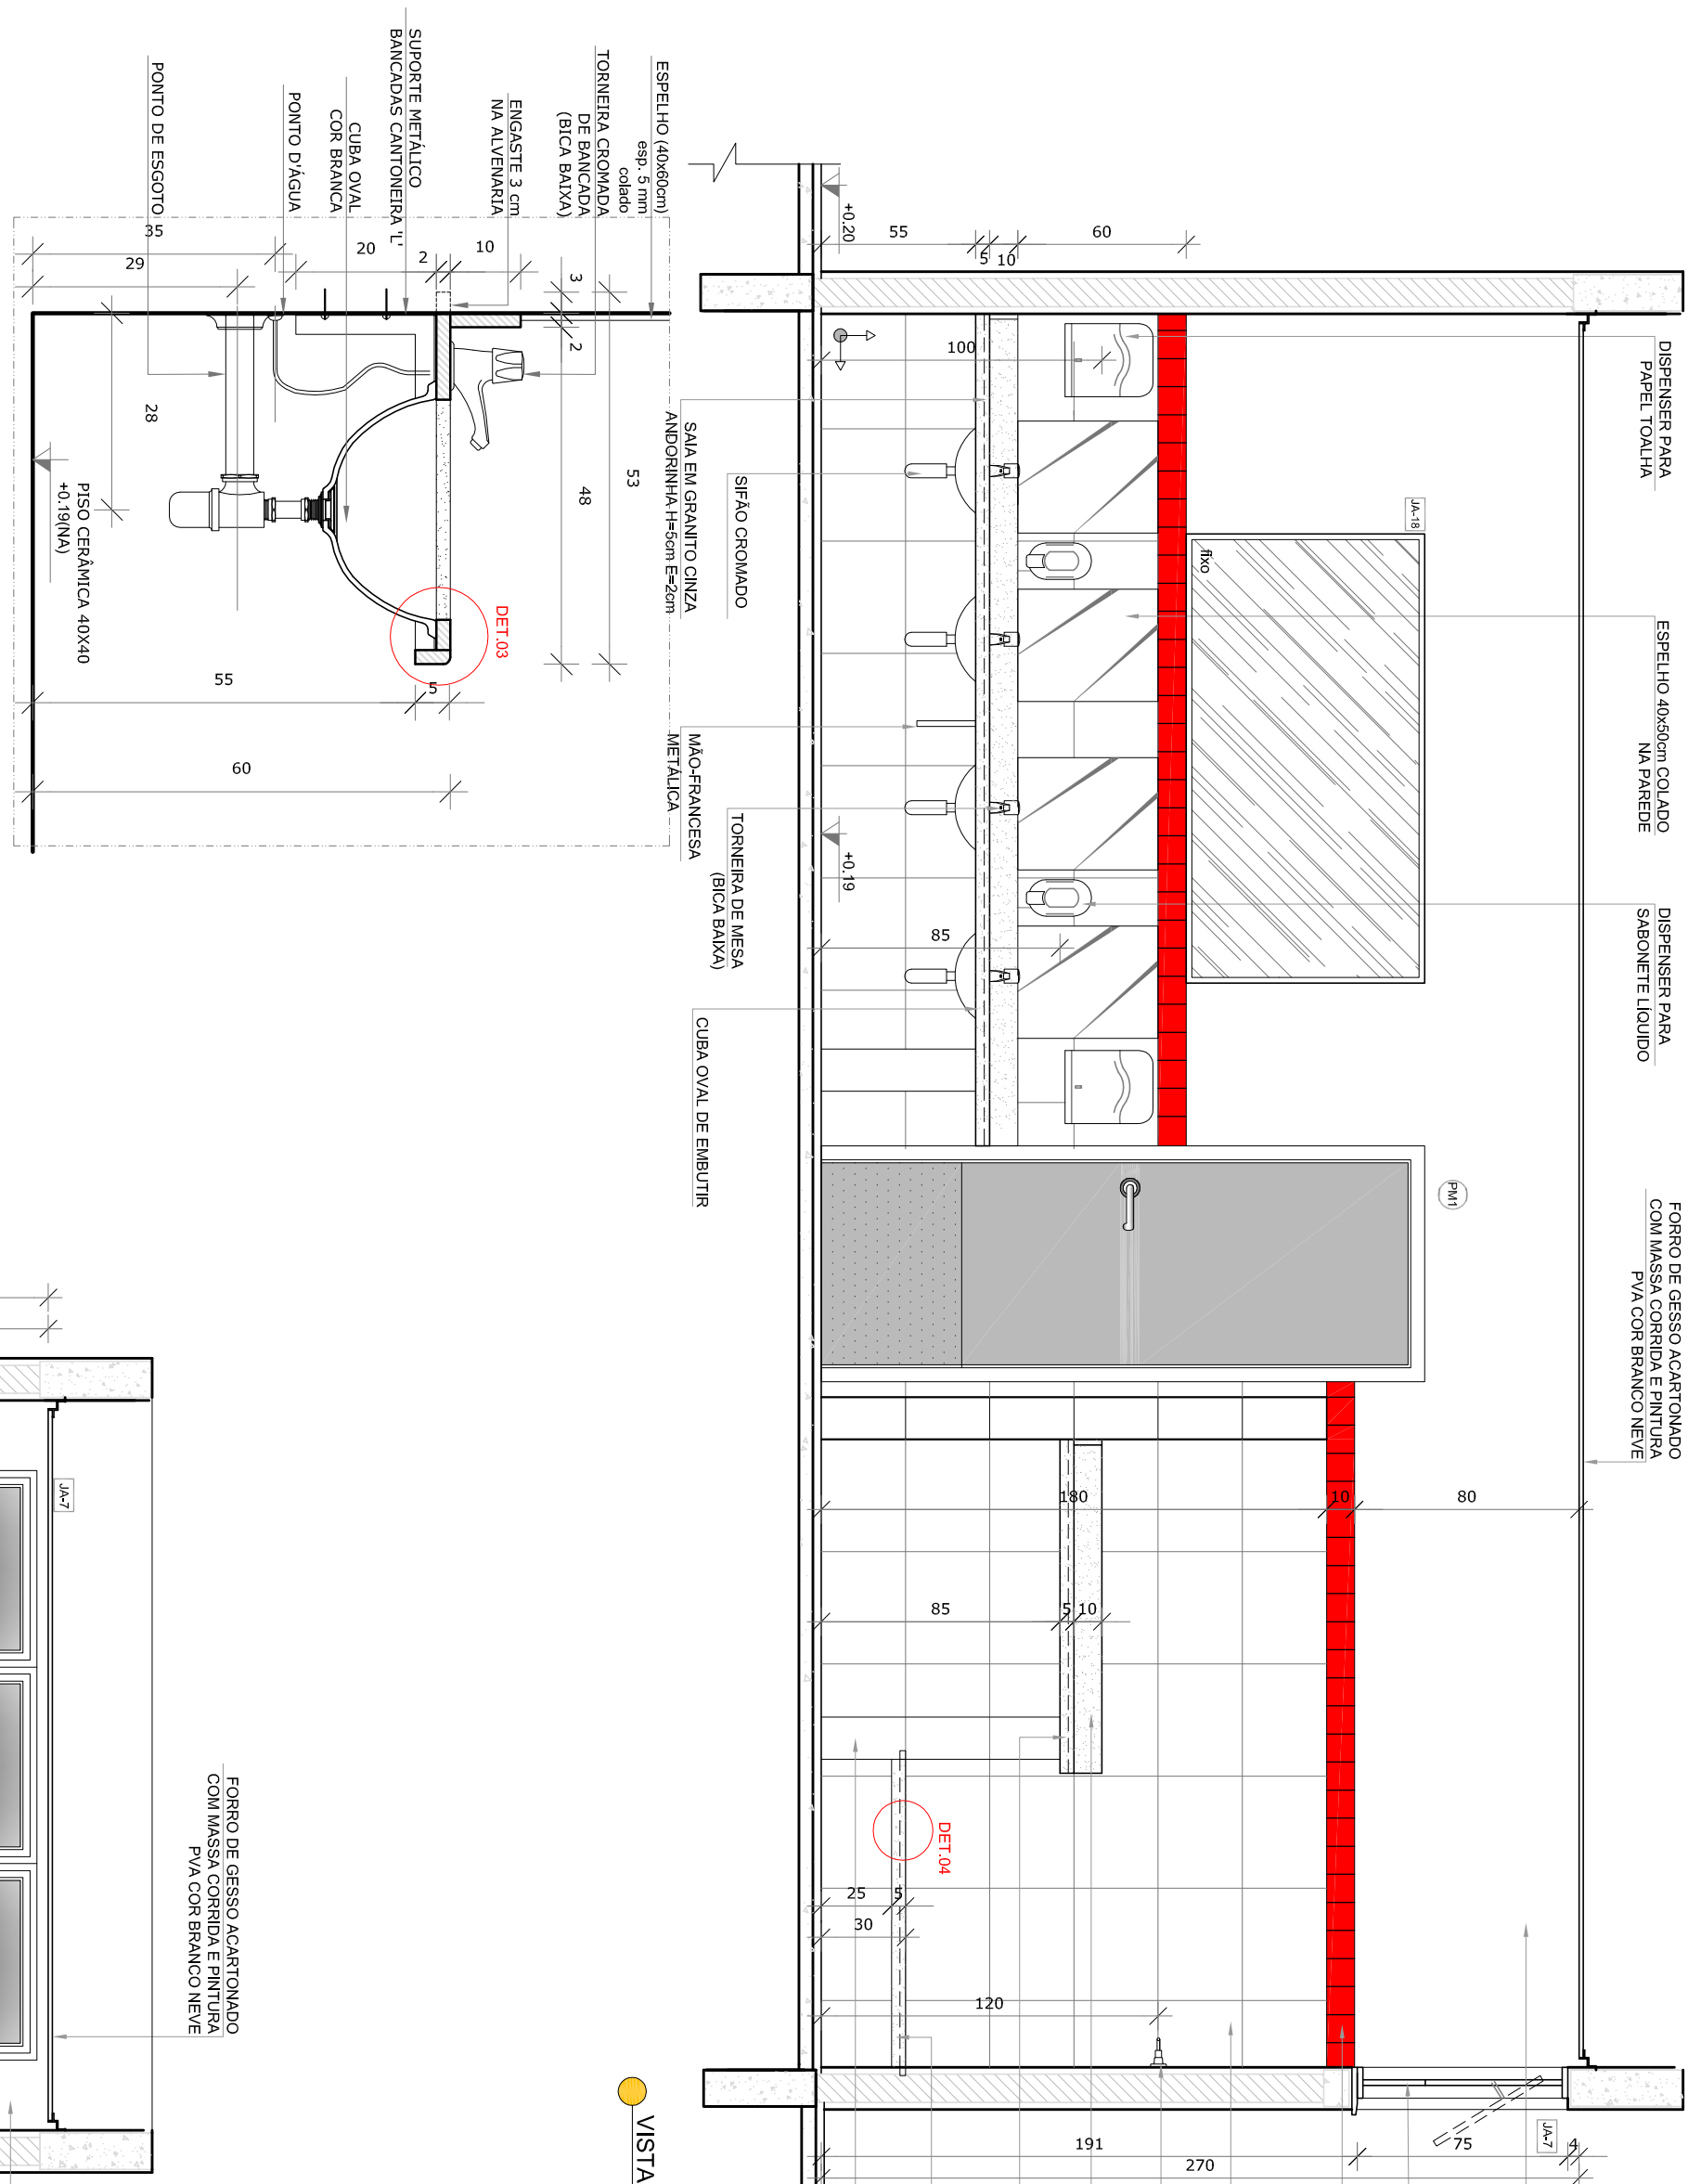 DISPENSER PARA
PAPEL TOALHA
JA-18
fixo
ESPELHO 40x50cm COLADO
NA PAREDE
DISPENSER PARA
SABONETE LÍQUIDO
FORRO DE GESSO ACARTONADO
COM MASSA CORRIDA E PINTURA
PVA COR BRANCO NEVE
PM1
+0.20
55
5
10
60
100
85
+0.19
180
10
80
85
5
10
DET.04
25
5
30
120
191
75
4
270
JA-7
SAIA EM GRANITO CINZA
ANDORINHA H=5cm E=2cm
SIFÃO CROMADO
MÃO-FRANCESA
METÁLICA
TORNEIRA DE MESA
(BICA BAIXA)
CUBA OVAL DE EMBUTIR
ESPELHO (40x60cm)
esp. 5 mm
colado
TORNEIRA CROMADA
DE BANCADA
(BICA BAIXA)
ENGASTE 3 cm
NA ALVENARIA
SUPORTE METÁLICO
BANCADAS CANTONEIRA 'L'
CUBA OVAL
COR BRANCA
PONTO D'ÁGUA
PONTO DE ESGOTO
35
29
20
2
10
3
2
28
53
48
DET.03
55
5
60
PISO CERÂMICA 40X40
+0.19(NA)
VISTA
JA-7
FORRO DE GESSO ACARTONADO
COM MASSA CORRIDA E PINTURA
PVA COR BRANCO NEVE